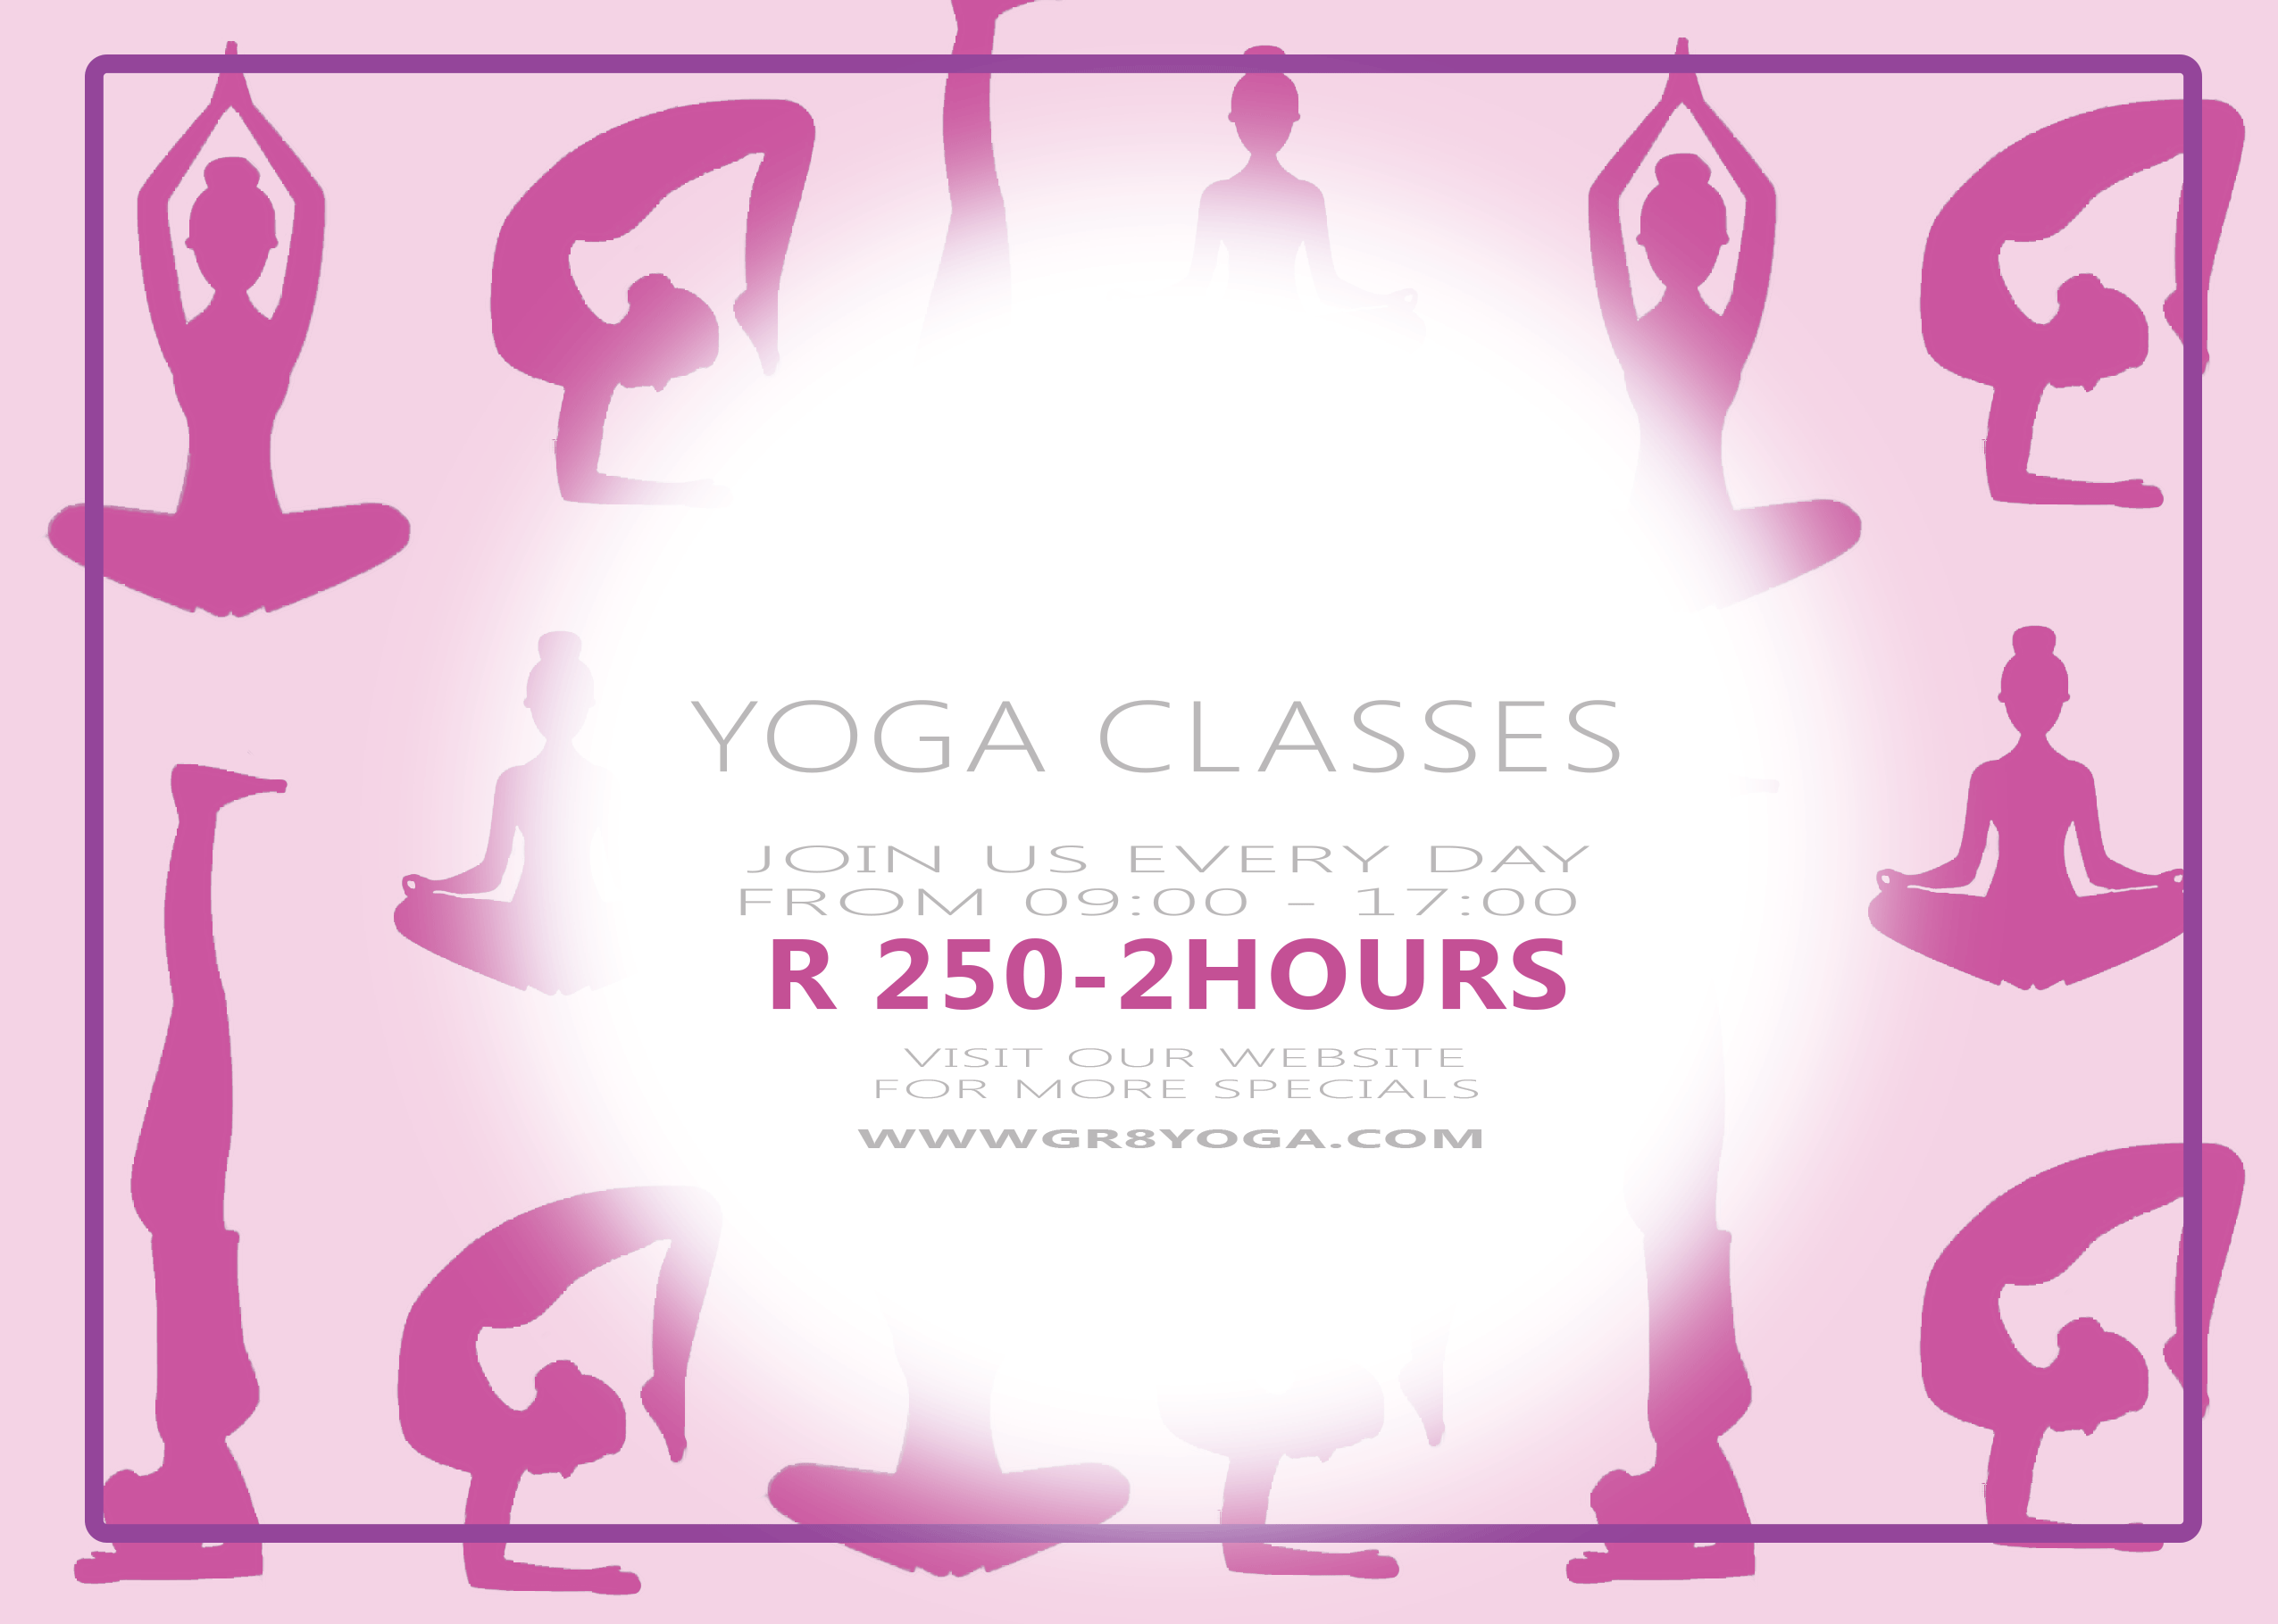 YOGA CLASSES
JOIN US EVERY DAY
FROM 09:00 - 17:00
R 250-2HOURS
VISIT OUR WEBSITE
FOR MORE SPECIALS
WWWGR8YOGA.COM